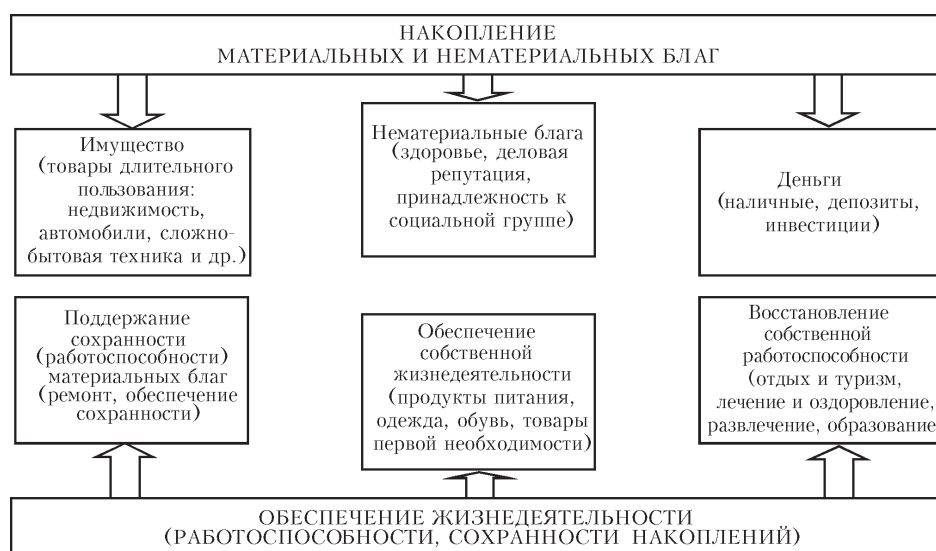 НАКОПЛЕНИЕ
МАТЕРИАЛЬНЫХ И НЕМАТЕРИАЛЬНЫХ БЛАГ
Имущество
(товары длительного
пользования:
недвижимость,
автомобили, сложно-
бытовая техника и др.)
Нематериальные блага
(здоровье, деловая
репутация,
принадлежность к
социальной группе)
Деньги
(наличные, депозиты,
инвестиции)
Поддержание
сохранности
(работоспособности)
материальных благ
(ремонт, обеспечение
сохранности)
Обеспечение
собственной
жизнедеятельности
(продукты питания,
одежда, обувь, товары
первой необходимости)
Восстановление
собственной
работоспособности
(отдых и туризм,
лечение и оздоровление,
развлечение, образование
ОБЕСПЕЧЕНИЕ ЖИЗНЕДЕЯТЕЛЬНОСТИ
(РАБОТОСПОСОБНОСТИ, СОХРАННОСТИ НАКОПЛЕНИЙ)